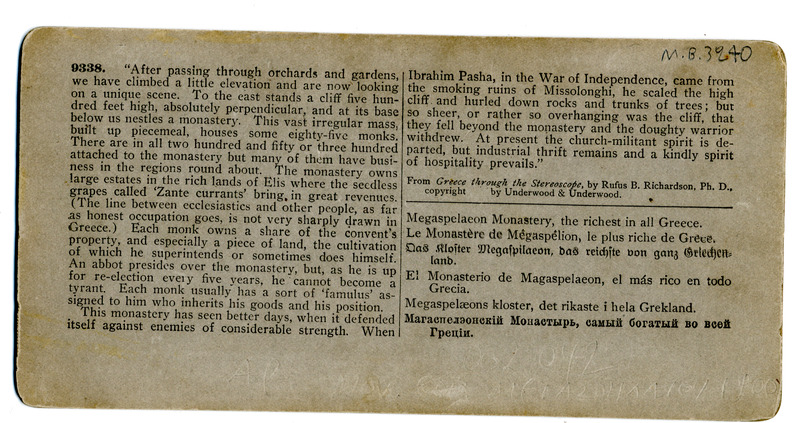 M.B.3240
9338. "After passing through orchards and gardens,
we have climbed a little elevation and are now looking
on a unique scene. To the east stands a cliff five hun-
dred feet high, absolutely perpendicular, and at its base
below us nestles a monastery. This vast irregular mass,
built up piecemeal, houses some eighty-five monks.
There are in all two hundred and fifty or three hundred
attached to the monastery but many of them have busi-
ness in the regions round about. The monastery owns
large estates in the rich lands of Elis where the seedless
grapes called 'Zante currants' bring in great revenues.
(The line between ecclesiastics and other people, as far
as honest occupation goes, is not very sharply drawn in
Greece.) Each monk owns a share of the convent's
property, and especially a piece of land, the cultivation
of which he superintends or sometimes does himself.
An abbot presides over the monastery, but, as he is up
for re-election every five years, he cannot become a
tyrant. Each monk usually has a sort of 'famulus' as-
signed to him who inherits his goods and his position.
This monastery has seen better days, when it defended
itself against enemies of considerable strength. When
Ibrahim Pasha, in the War of Independence, came from
the smoking ruins of Missolonghi, he scaled the high
cliff and hurled down rocks and trunks of trees; but
so sheer, or rather so overhanging was the cliff, that
they fell beyond the monastery and the doughty warrior
withdrew. At present the church-militant spirit is de-
parted, but industrial thrift remains and a kindly spirit
of hospitality prevails."
From Greece through the Stereoscope, by Rufus B. Richardson, Ph. D.,
copyright by Underwood & Underwood.
Megaspelaeon Monastery, the richest in all Greece.
Le Monastère de Mégaspélion, le plus riche de Grèce.
Das Kloster Megaspilaeon, das reichste von ganz Griechen-
land.
El Monasterio de Magaspelaeon, el más rico en todo
Grecia.
Megaspelæons kloster, det rikaste i hela Grekland.
Магаспелэонскій Монастырь, самый богатый во всей
Греціи.